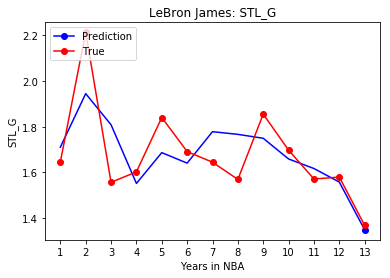 LeBron James: STL_G
Prediction
True
2.2
2.0
1.8
1.6
1.4
STL_G
1 2 3 4 5 6 7 8 9 10 11 12 13
Years in NBA